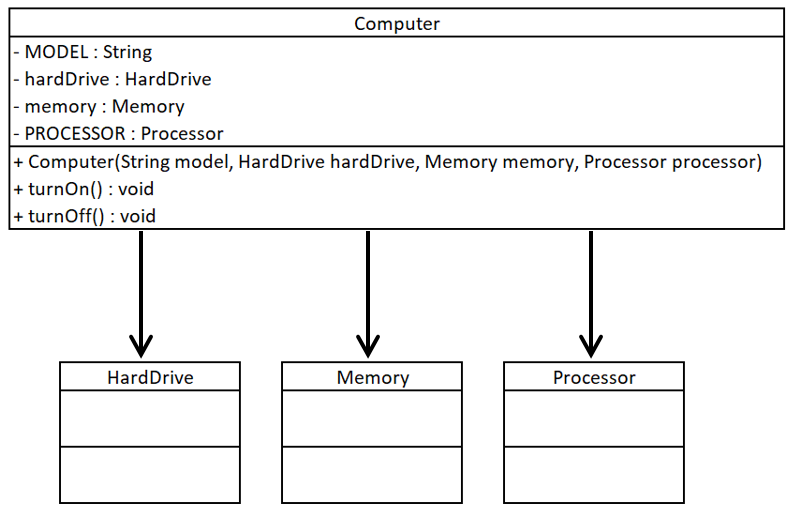 Computer
- MODEL : String
- hardDrive : HardDrive
- memory : Memory
- PROCESSOR : Processor
+ Computer(String model, HardDrive hardDrive, Memory memory, Processor processor)
+ turnOn() : void
+ turnOff() : void
HardDrive
Memory
Processor